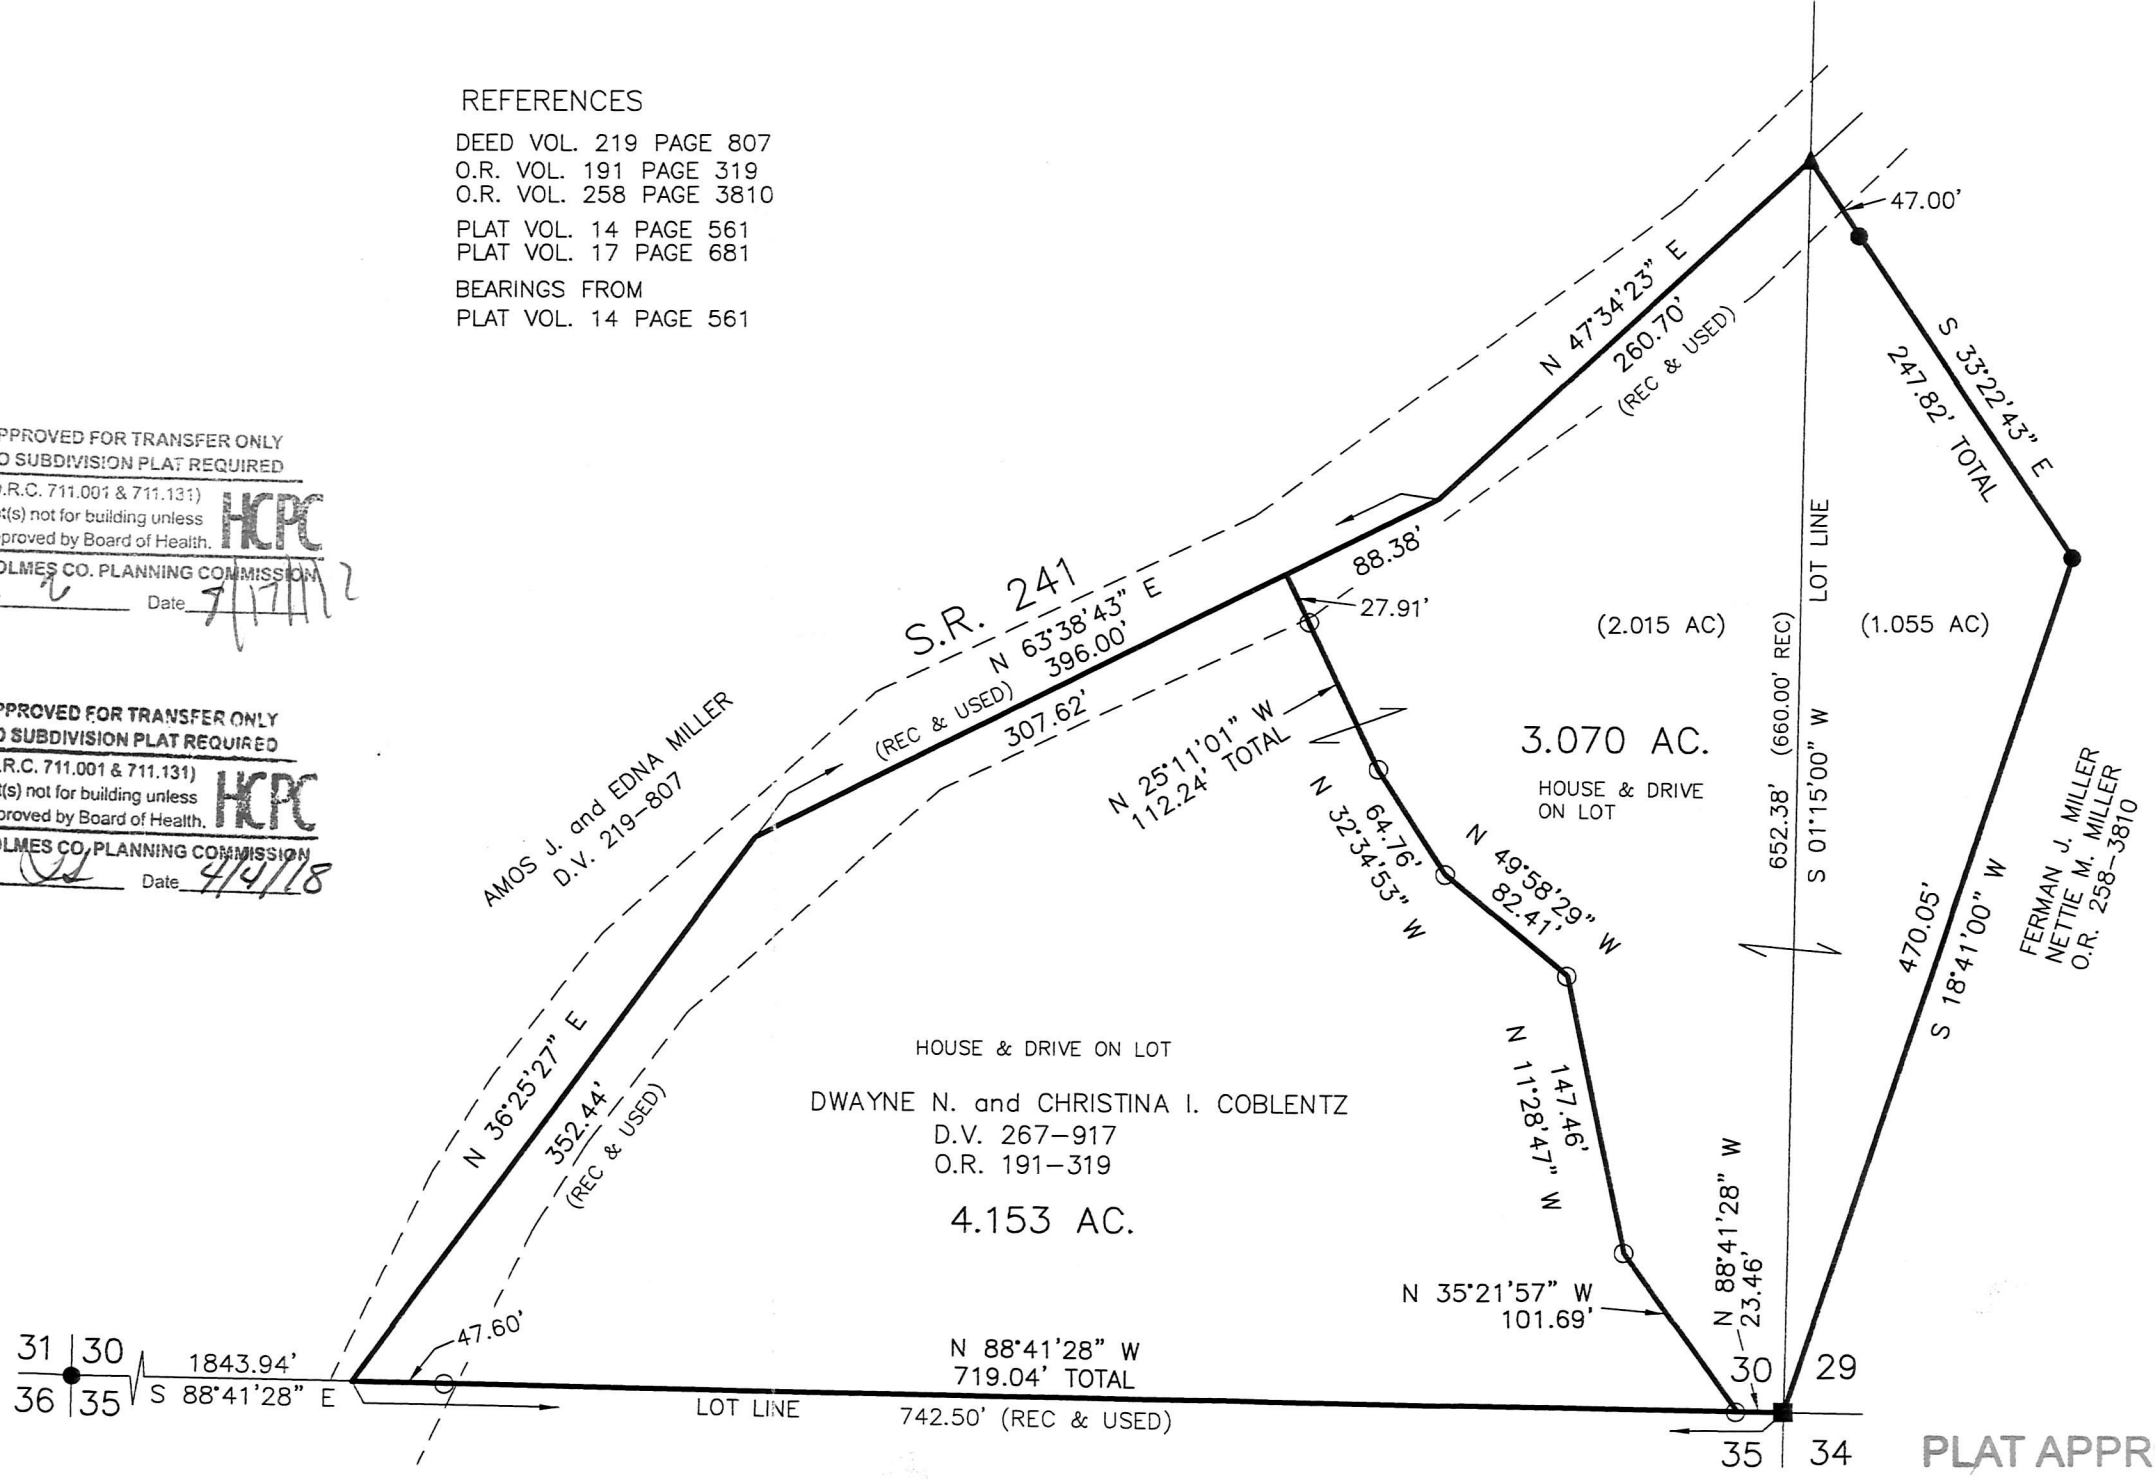 REFERENCES
DEED VOL. 219 PAGE 807
O.R. VOL. 191 PAGE 319
O.R. VOL. 258 PAGE 3810
PLAT VOL. 14 PAGE 561
PLAT VOL. 17 PAGE 681
BEARINGS FROM
PLAT VOL. 14 PAGE 561
PPROVED FOR TRANSFER ONLY
O SUBDIVISION PLAT REQUIRED
.R.C. 711.001 & 711.131)
t(s) not for building unless
proved by Board of Health.
HCPC
OLMES CO. PLANNING COMMISSION
Date
PPROVED FOR TRANSFER ONLY
O SUBDIVISION PLAT REQUIRED
.R.C. 711.001 & 711.131)
t(s) not for building unless
proved by Board of Health.
HCPC
OLMES CO. PLANNING COMMISSION
Date 4/4/18
S.R. 241
N 63°38'43" E
396.00'
(REC & USED)
307.62'
88.38'
27.91'
N 47°34'23" E
260.70'
(REC & USED)
47.00'
S 33°22'43" E
247.82' TOTAL
LOT LINE
(2.015 AC)
(1.055 AC)
3.070 AC.
HOUSE & DRIVE
ON LOT
652.38' (660.00' REC)
S 01°15'00" W
470.05'
S 18°41'00" W
FERMAN J. MILLER
NETTIE M. MILLER
O.R. 258-3810
AMOS J. and EDNA MILLER
D.V. 219-807
N 25°11'01" W
112.24' TOTAL
64.76'
N 32°34'53" W
N 49°58'29" W
82.41'
147.46'
N 11°28'47" W
N 35°21'57" W
101.69'
N 88°41'28" W
23.46'
N 36°25'27" E
352.44'
(REC & USED)
HOUSE & DRIVE ON LOT
DWAYNE N. and CHRISTINA I. COBLENTZ
D.V. 267-917
O.R. 191-319
4.153 AC.
47.60'
N 88°41'28" W
719.04' TOTAL
LOT LINE
742.50' (REC & USED)
31 30
36 35
1843.94'
S 88°41'28" E
30 29
35 34
PLAT APPR